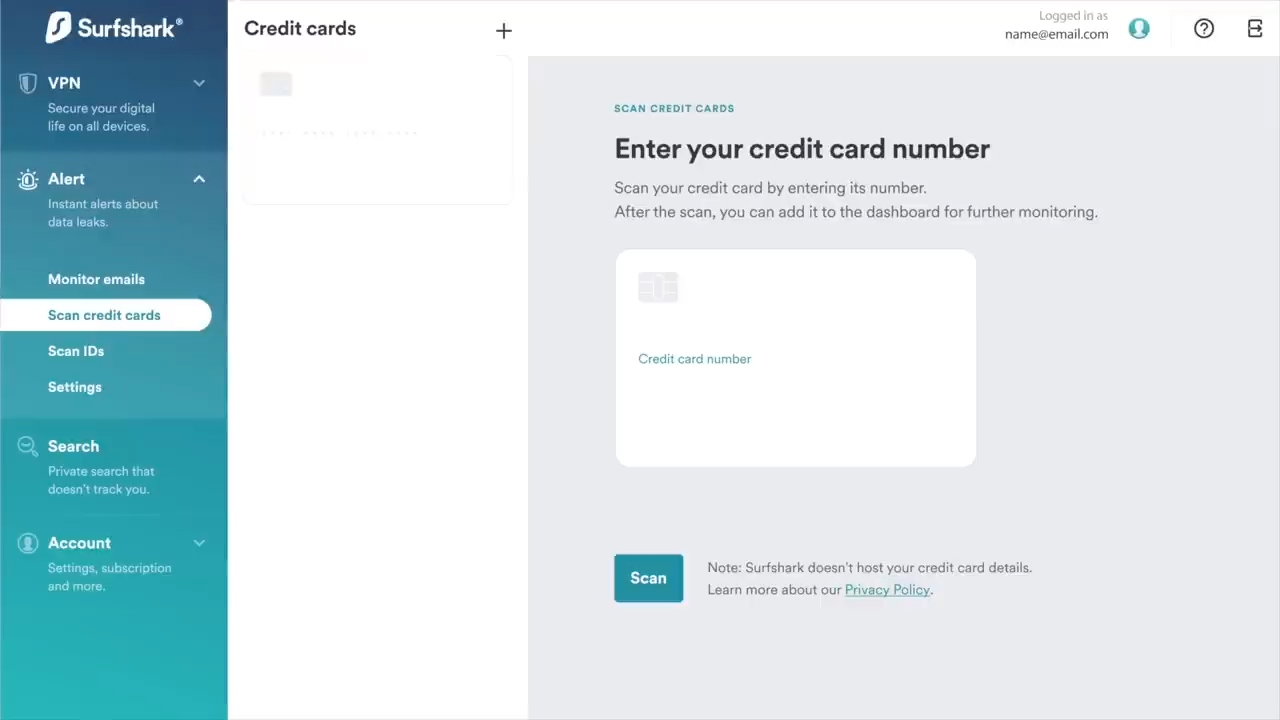 Surfshark®
VPN
Secure your digital
life on all devices.
Alert
Instant alerts about
data leaks.
Monitor emails
Scan credit cards
Scan IDs
Settings
Search
Private search that
doesn't track you.
Account
Settings, subscription
and more.
Credit cards
Logged in as
name@email.com
SCAN CREDIT CARDS
Enter your credit card number
Scan your credit card by entering its number.
After the scan, you can add it to the dashboard for further monitoring.
Credit card number
Scan
Note: Surfshark doesn't host your credit card details.
Learn more about our Privacy Policy.